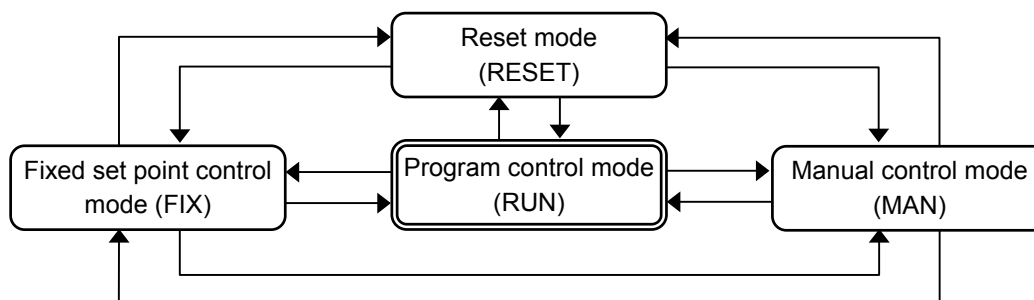 Reset mode
(RESET)
Fixed set point control
mode (FIX)
Program control mode
(RUN)
Manual control mode
(MAN)